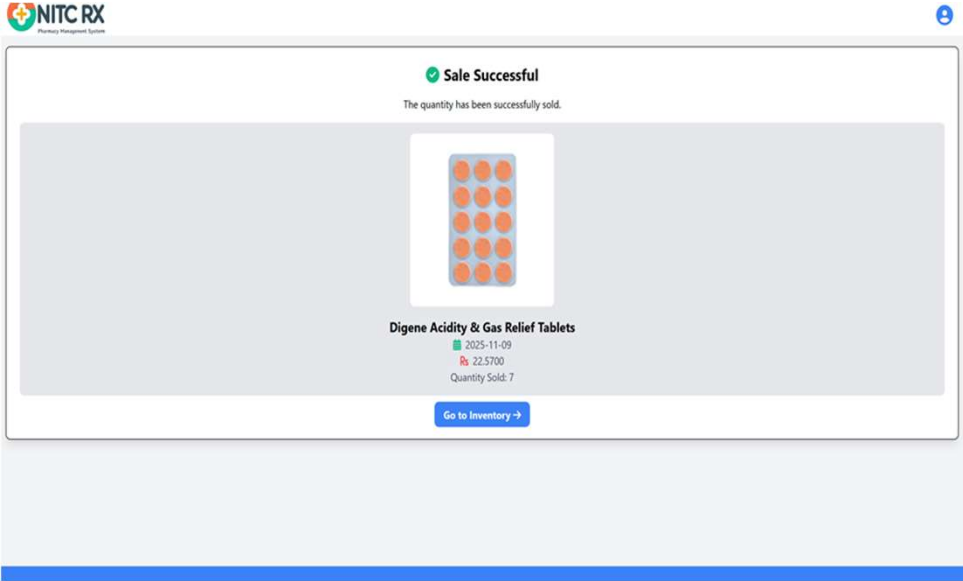 NITC RX
Pharmacy Management System
Sale Successful
The quantity has been successfully sold.
Digene Acidity & Gas Relief Tablets
2025-11-09
Rs 22.5700
Quantity Sold: 7
Go to Inventory →